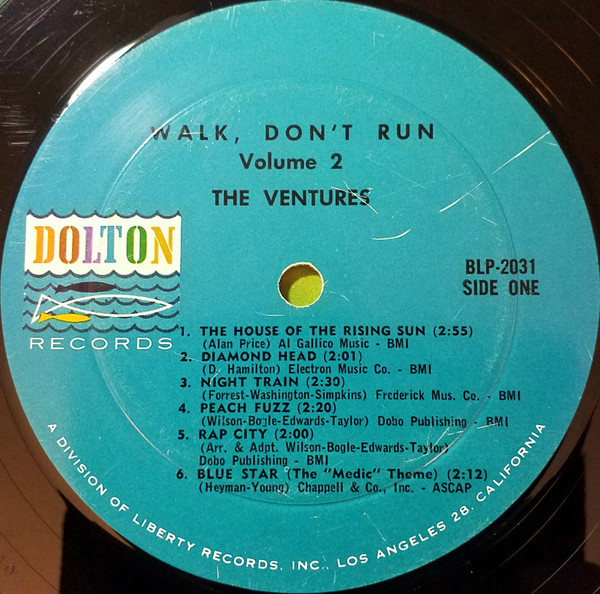 WALK, DON'T RUN
Volume 2
THE VENTURES
DOLTON
RECORDS
BLP-2031
SIDE ONE
1. THE HOUSE OF THE RISING SUN (2:55)
(Alan Price) Al Gallico Music - BMI
2. DIAMOND HEAD (2:01)
(D. Hamilton) Electron Music Co. - BMI
3. NIGHT TRAIN (2:30)
(Forrest-Washington-Simpkins) Frederick Mus. Co. - BMI
4. PEACH FUZZ (2:20)
(Wilson-Bogle-Edwards-Taylor) Dobo Publishing - BMI
5. RAP CITY (2:00)
(Arr. & Adpt. Wilson-Bogle-Edwards-Taylor)
Dobo Publishing - BMI
6. BLUE STAR (The "Medic" Theme) (2:12)
(Heyman-Young) Chappell & Co., Inc. - ASCAP
A DIVISION OF LIBERTY RECORDS, INC., LOS ANGELES 28, CALIFORNIA